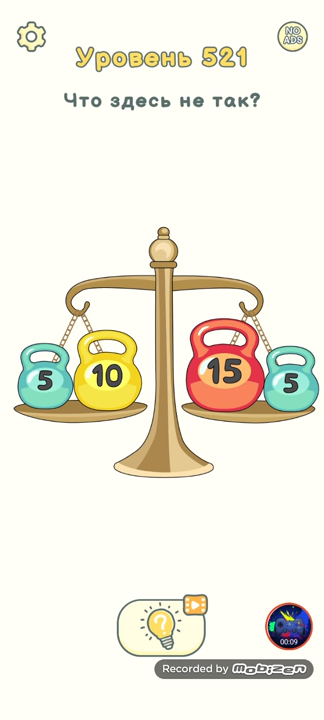 NO ADS
Уровень 521
Что здесь не так?
5
10
15
5
?
00:09
Recorded by mobizen